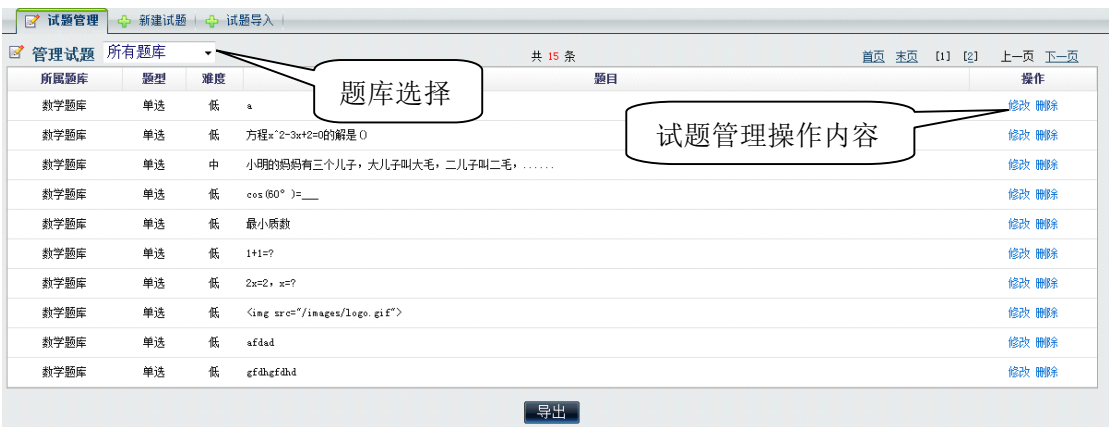 试题管理 新建试题 试题导入
管理试题 所有题库 共 15 条 首页 末页 [1] [2] 上一页 下一页
所属题库 题型 难度 题目 操作
题库选择
试题管理操作内容
数学题库 单选 低 a 修改 删除
数学题库 单选 低 方程x^2-3x+2=0的解是() 修改 删除
数学题库 单选 中 小明的妈妈有三个儿子，大儿子叫大毛，二儿子叫二毛，...... 修改 删除
数学题库 单选 低 cos(60° )=___ 修改 删除
数学题库 单选 低 最小质数 修改 删除
数学题库 单选 低 1+1=? 修改 删除
数学题库 单选 低 2x=2，x=? 修改 删除
数学题库 单选 低 <img src="/images/logo.gif"> 修改 删除
数学题库 单选 低 afdad 修改 删除
数学题库 单选 低 gfdhgfdhd 修改 删除
导出